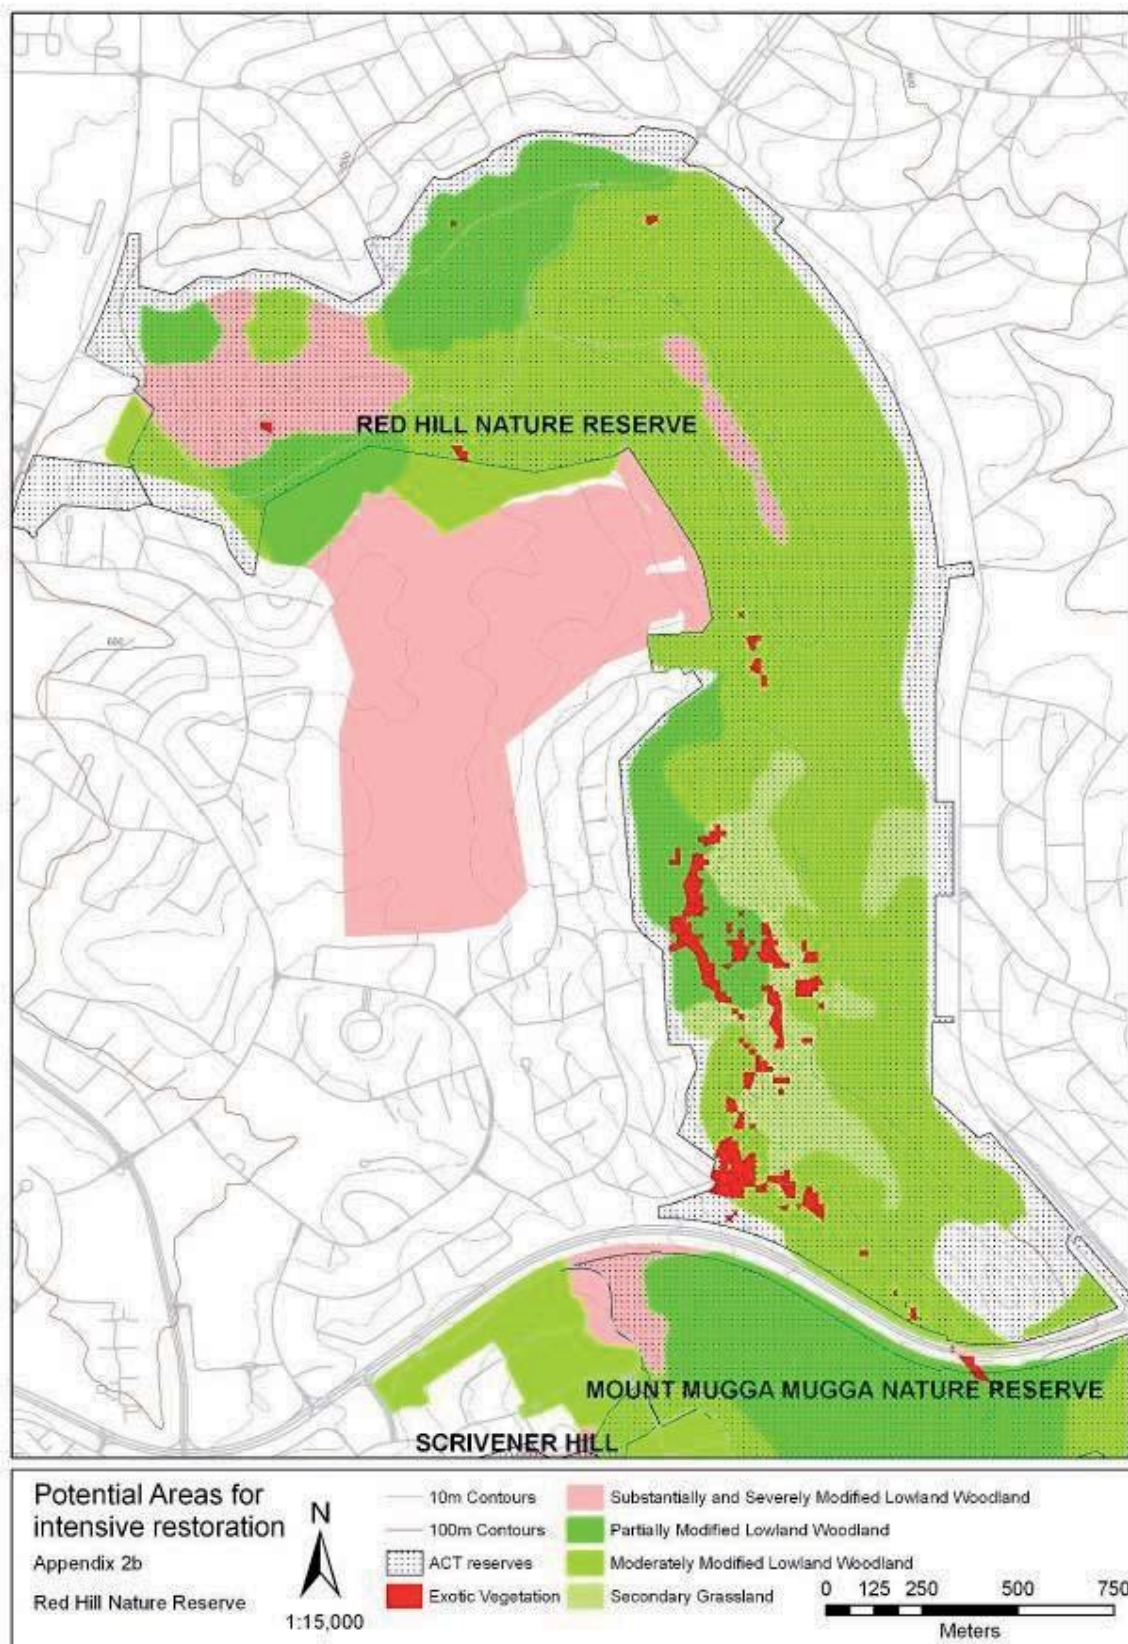 600
RED HILL NATURE RESERVE
MOUNT MUGGA MUGGA NATURE RESERVE
SCRIVENER HILL
Potential Areas for
intensive restoration
Appendix 2b
Red Hill Nature Reserve
N
1:15,000
10m Contours
100m Contours
ACT reserves
Exotic Vegetation
Substantially and Severely Modified Lowland Woodland
Partially Modified Lowland Woodland
Moderately Modified Lowland Woodland
Secondary Grassland
0 125 250 500 750
Meters